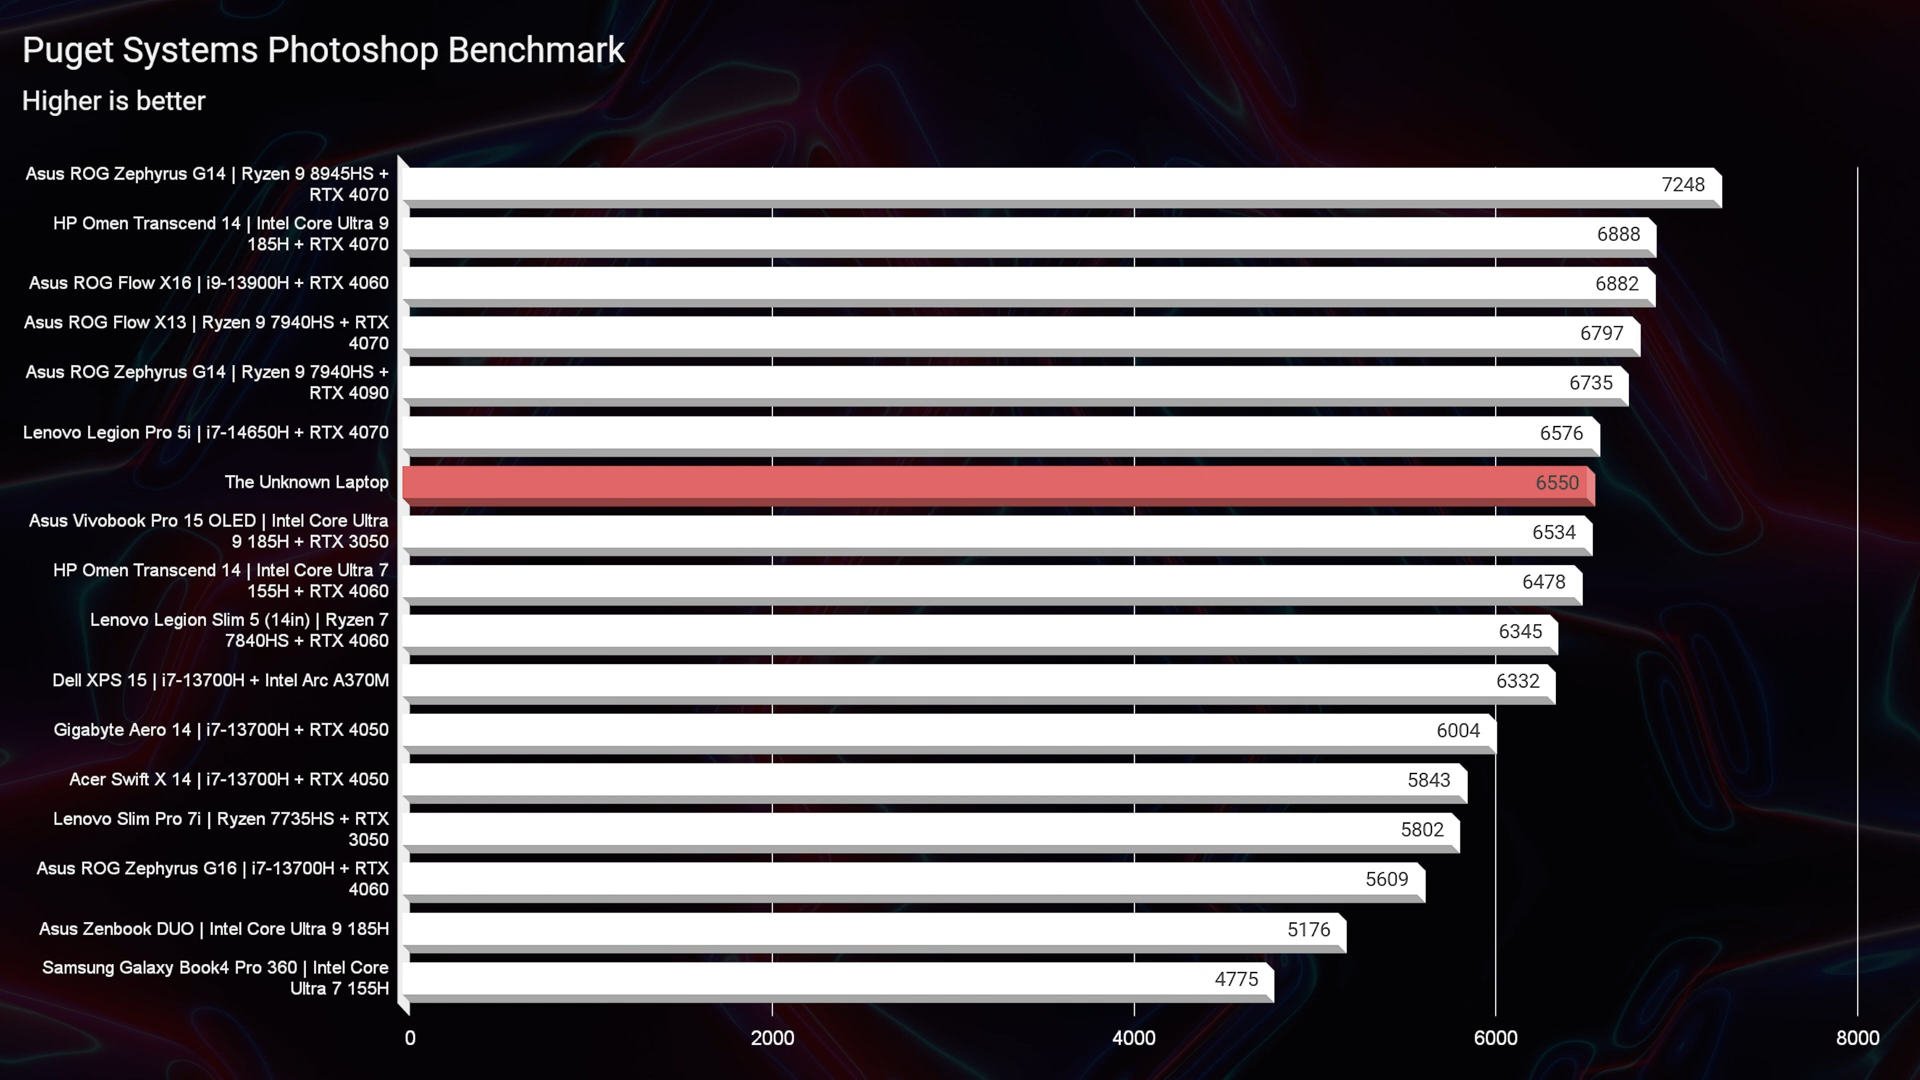 Puget Systems Photoshop Benchmark
Higher is better
Asus ROG Zephyrus G14 | Ryzen 9 8945HS +
RTX 4070
7248
HP Omen Transcend 14 | Intel Core Ultra 9
185H + RTX 4070
6888
Asus ROG Flow X16 | i9-13900H + RTX 4060
6882
Asus ROG Flow X13 | Ryzen 9 7940HS + RTX
4070
6797
Asus ROG Zephyrus G14 | Ryzen 9 7940HS +
RTX 4090
6735
Lenovo Legion Pro 5i | i7-14650H + RTX 4070
6576
The Unknown Laptop
6550
Asus Vivobook Pro 15 OLED | Intel Core Ultra
9 185H + RTX 3050
6534
HP Omen Transcend 14 | Intel Core Ultra 7
155H + RTX 4060
6478
Lenovo Legion Slim 5 (14in) | Ryzen 7
7840HS + RTX 4060
6345
Dell XPS 15 | i7-13700H + Intel Arc A370M
6332
Gigabyte Aero 14 | i7-13700H + RTX 4050
6004
Acer Swift X 14 | i7-13700H + RTX 4050
5843
Lenovo Slim Pro 7i | Ryzen 7735HS + RTX
3050
5802
Asus ROG Zephyrus G16 | i7-13700H + RTX
4060
5609
Asus Zenbook DUO | Intel Core Ultra 9 185H
5176
Samsung Galaxy Book4 Pro 360 | Intel Core
Ultra 7 155H
4775
0 2000 4000 6000 8000